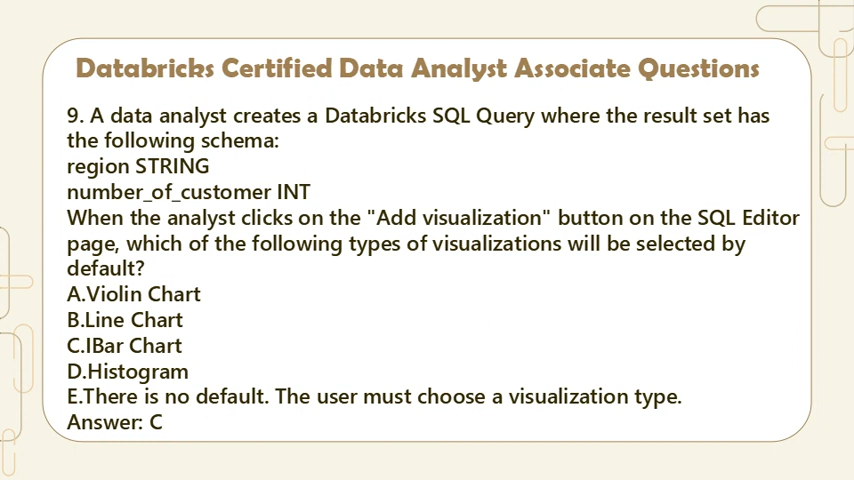 Databricks Certified Data Analyst Associate Questions
9. A data analyst creates a Databricks SQL Query where the result set has
the following schema:
region STRING
number_of_customer INT
When the analyst clicks on the "Add visualization" button on the SQL Editor
page, which of the following types of visualizations will be selected by
default?
A.Violin Chart
B.Line Chart
C.IBar Chart
D.Histogram
E.There is no default. The user must choose a visualization type.
Answer: C